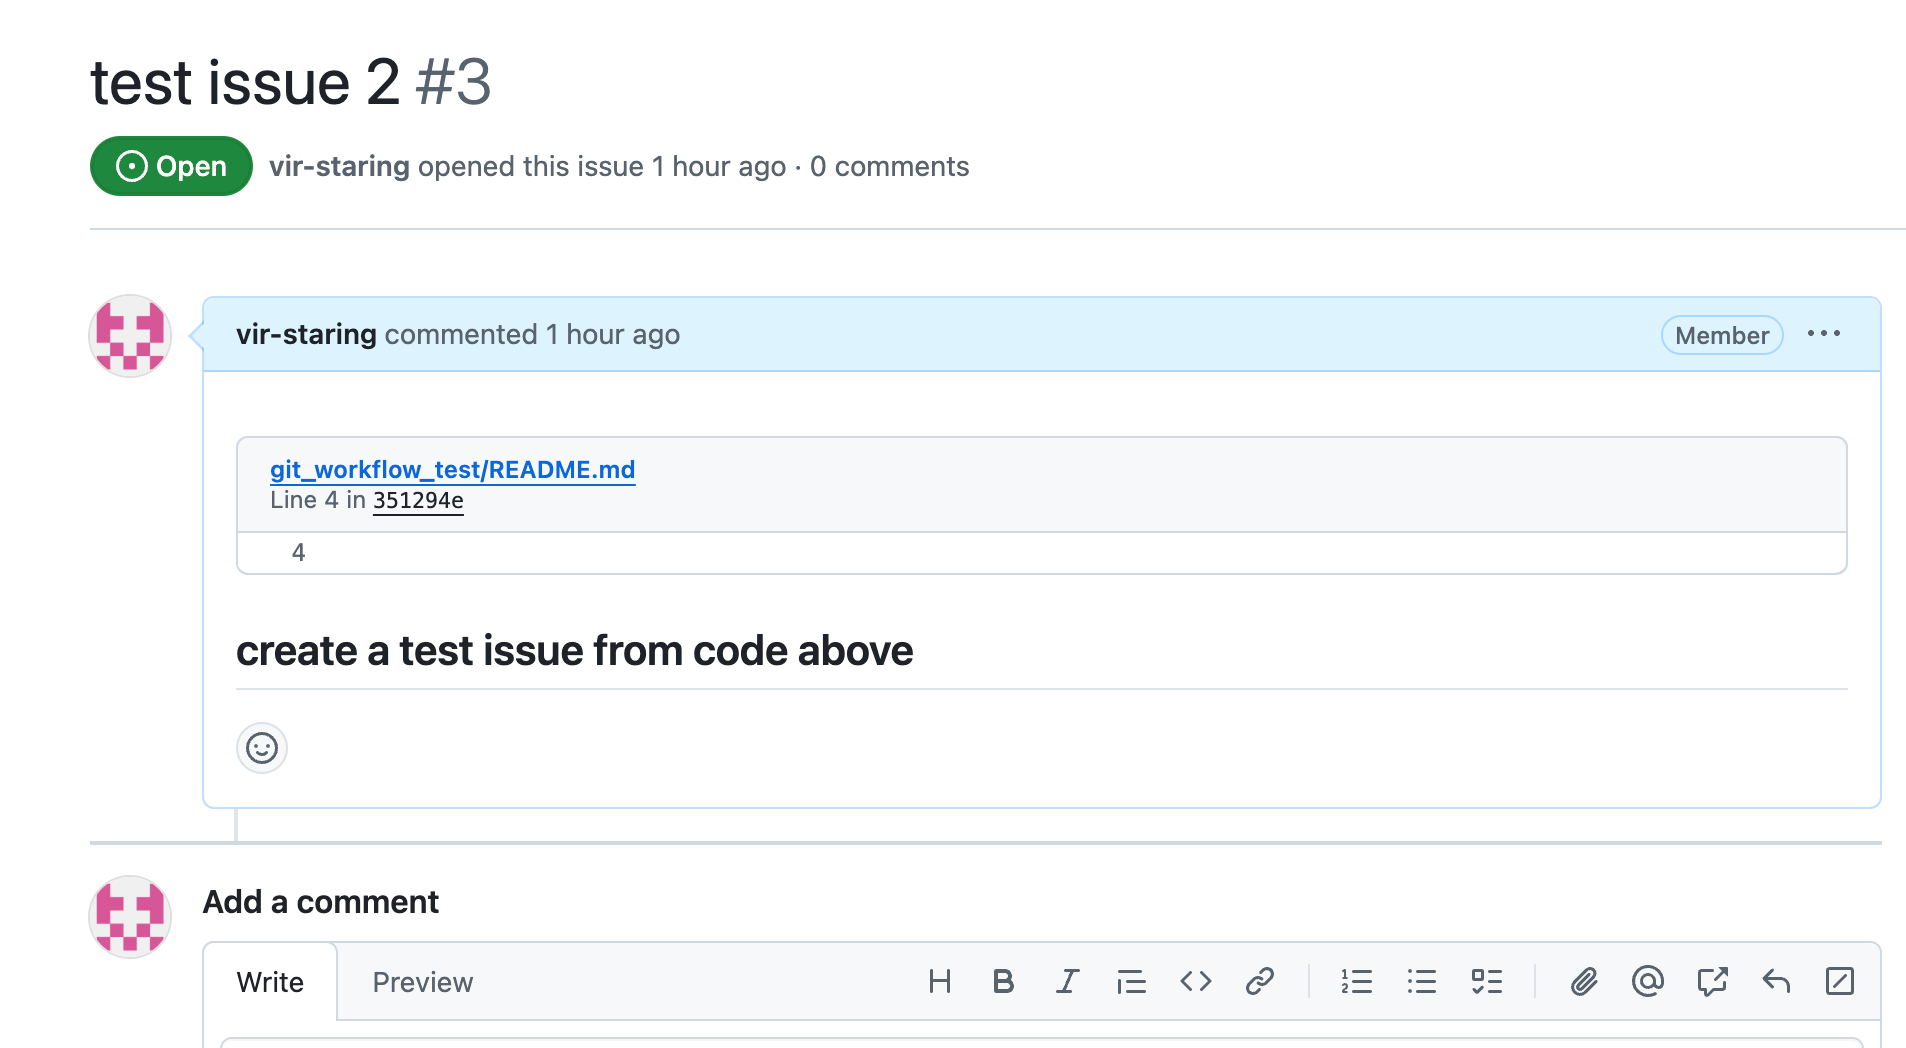 test issue 2 #3
Open vir-staring opened this issue 1 hour ago · 0 comments
vir-staring commented 1 hour ago Member
git_workflow_test/README.md
Line 4 in 351294e
4
create a test issue from code above
Add a comment
Write Preview